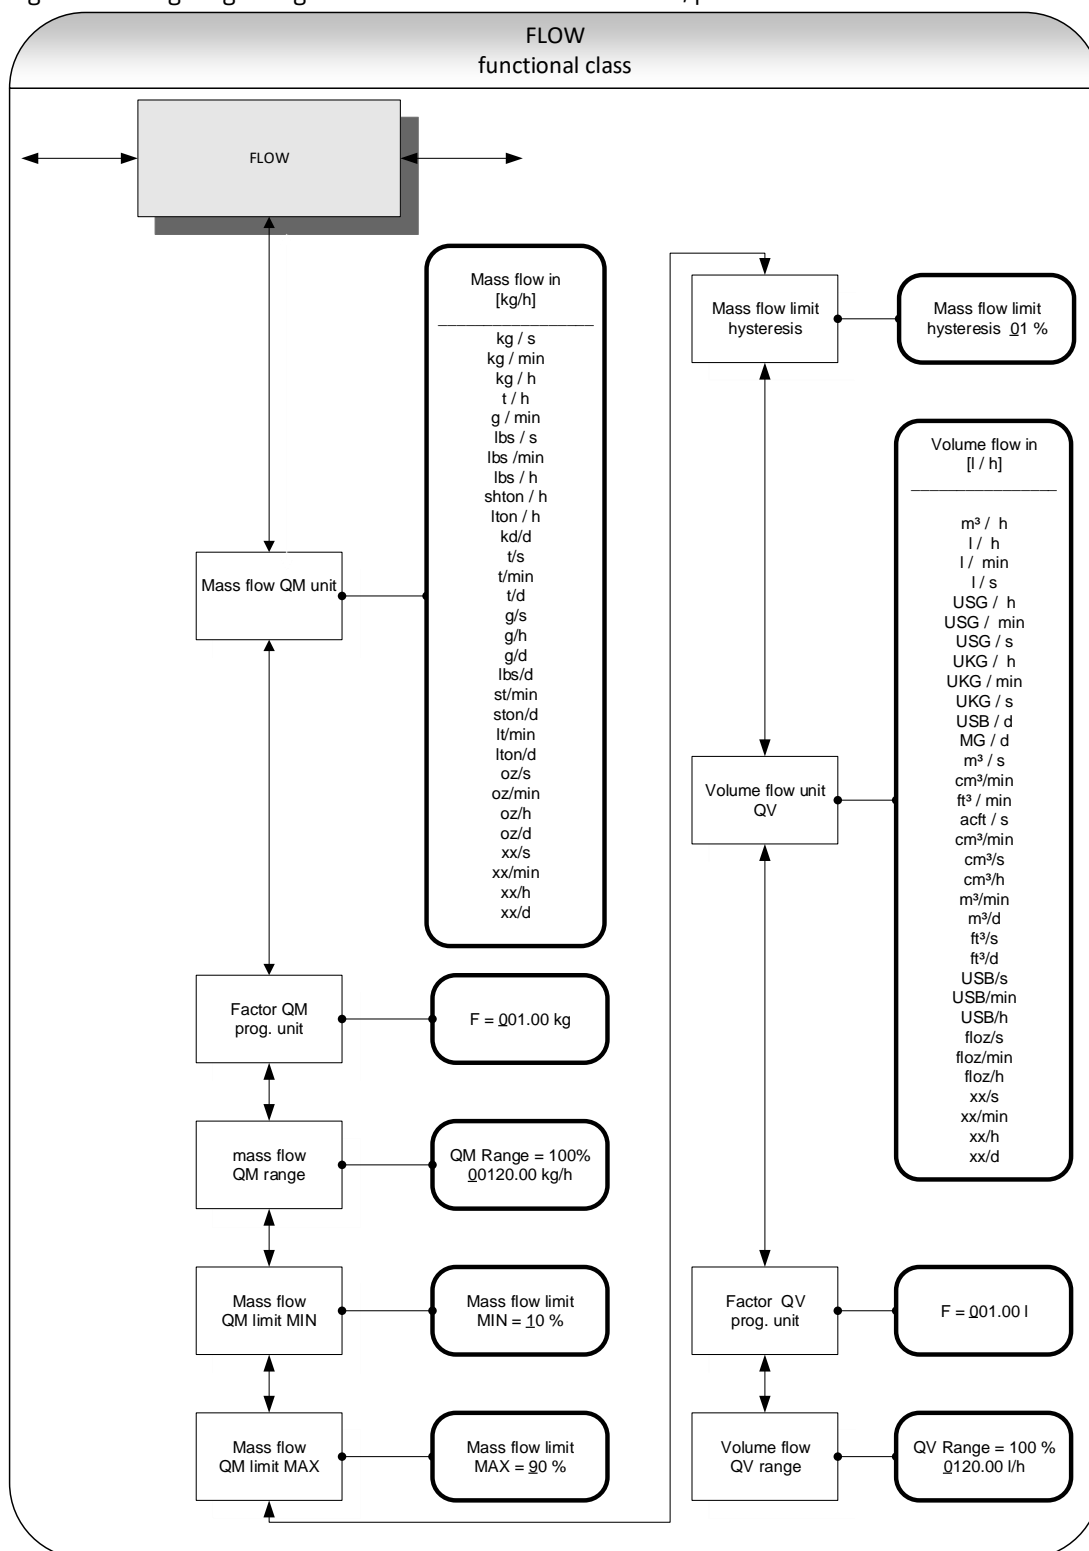 FLOW
functional class
FLOW
Mass flow in
[kg/h]
kg / s
kg / min
kg / h
t / h
g / min
lbs / s
lbs /min
lbs / h
shton / h
lton / h
kd/d
t/s
t/min
t/d
g/s
g/h
g/d
lbs/d
st/min
ston/d
lt/min
lton/d
oz/s
oz/min
oz/h
oz/d
xx/s
xx/min
xx/h
xx/d
Mass flow QM unit
Factor QM
prog. unit
F = 001.00 kg
mass flow
QM range
QM Range = 100%
00120.00 kg/h
Mass flow
QM limit MIN
Mass flow limit
MIN = 10 %
Mass flow
QM limit MAX
Mass flow limit
MAX = 90 %
Mass flow limit
hysteresis
Mass flow limit
hysteresis 01 %
Volume flow in
[l / h]
m³ / h
l / h
l / min
l / s
USG / h
USG / min
USG / s
UKG / h
UKG / min
UKG / s
USB / d
MG / d
m³ / s
cm³/min
ft³ / min
acft / s
cm³/min
cm³/s
cm³/h
m³/min
m³/d
ft³/s
ft³/d
USB/s
USB/min
USB/h
floz/s
floz/min
floz/h
xx/s
xx/min
xx/h
xx/d
Volume flow unit
QV
Factor QV
prog. unit
F = 001.00 l
Volume flow
QV range
QV Range = 100 %
0120.00 l/h